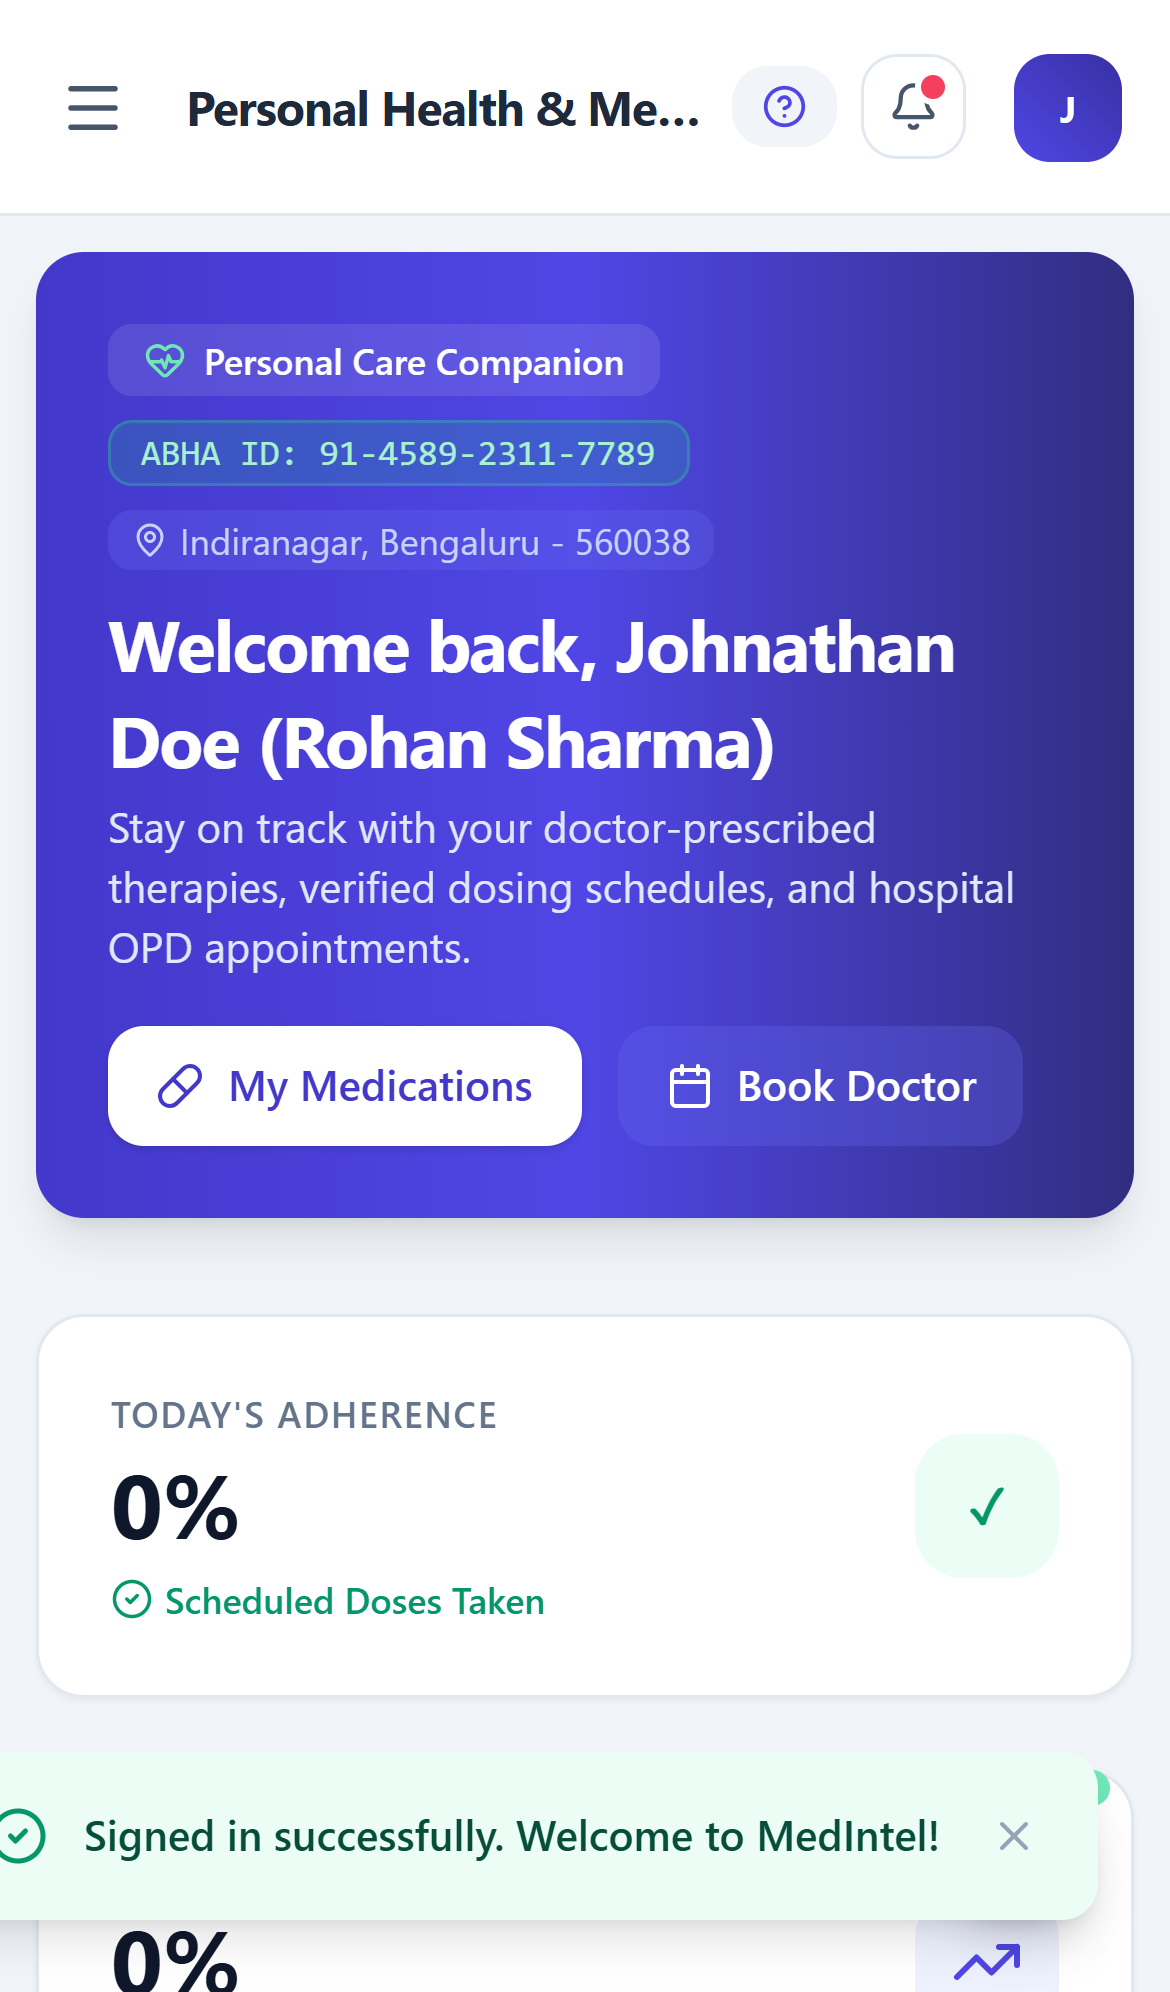 Personal Health & Me...
J
Personal Care Companion
ABHA ID: 91-4589-2311-7789
Indiranagar, Bengaluru - 560038
Welcome back, Johnathan
Doe (Rohan Sharma)
Stay on track with your doctor-prescribed
therapies, verified dosing schedules, and hospital
OPD appointments.
My Medications
Book Doctor
TODAY'S ADHERENCE
0%
Scheduled Doses Taken
Signed in successfully. Welcome to MedIntel!
0%